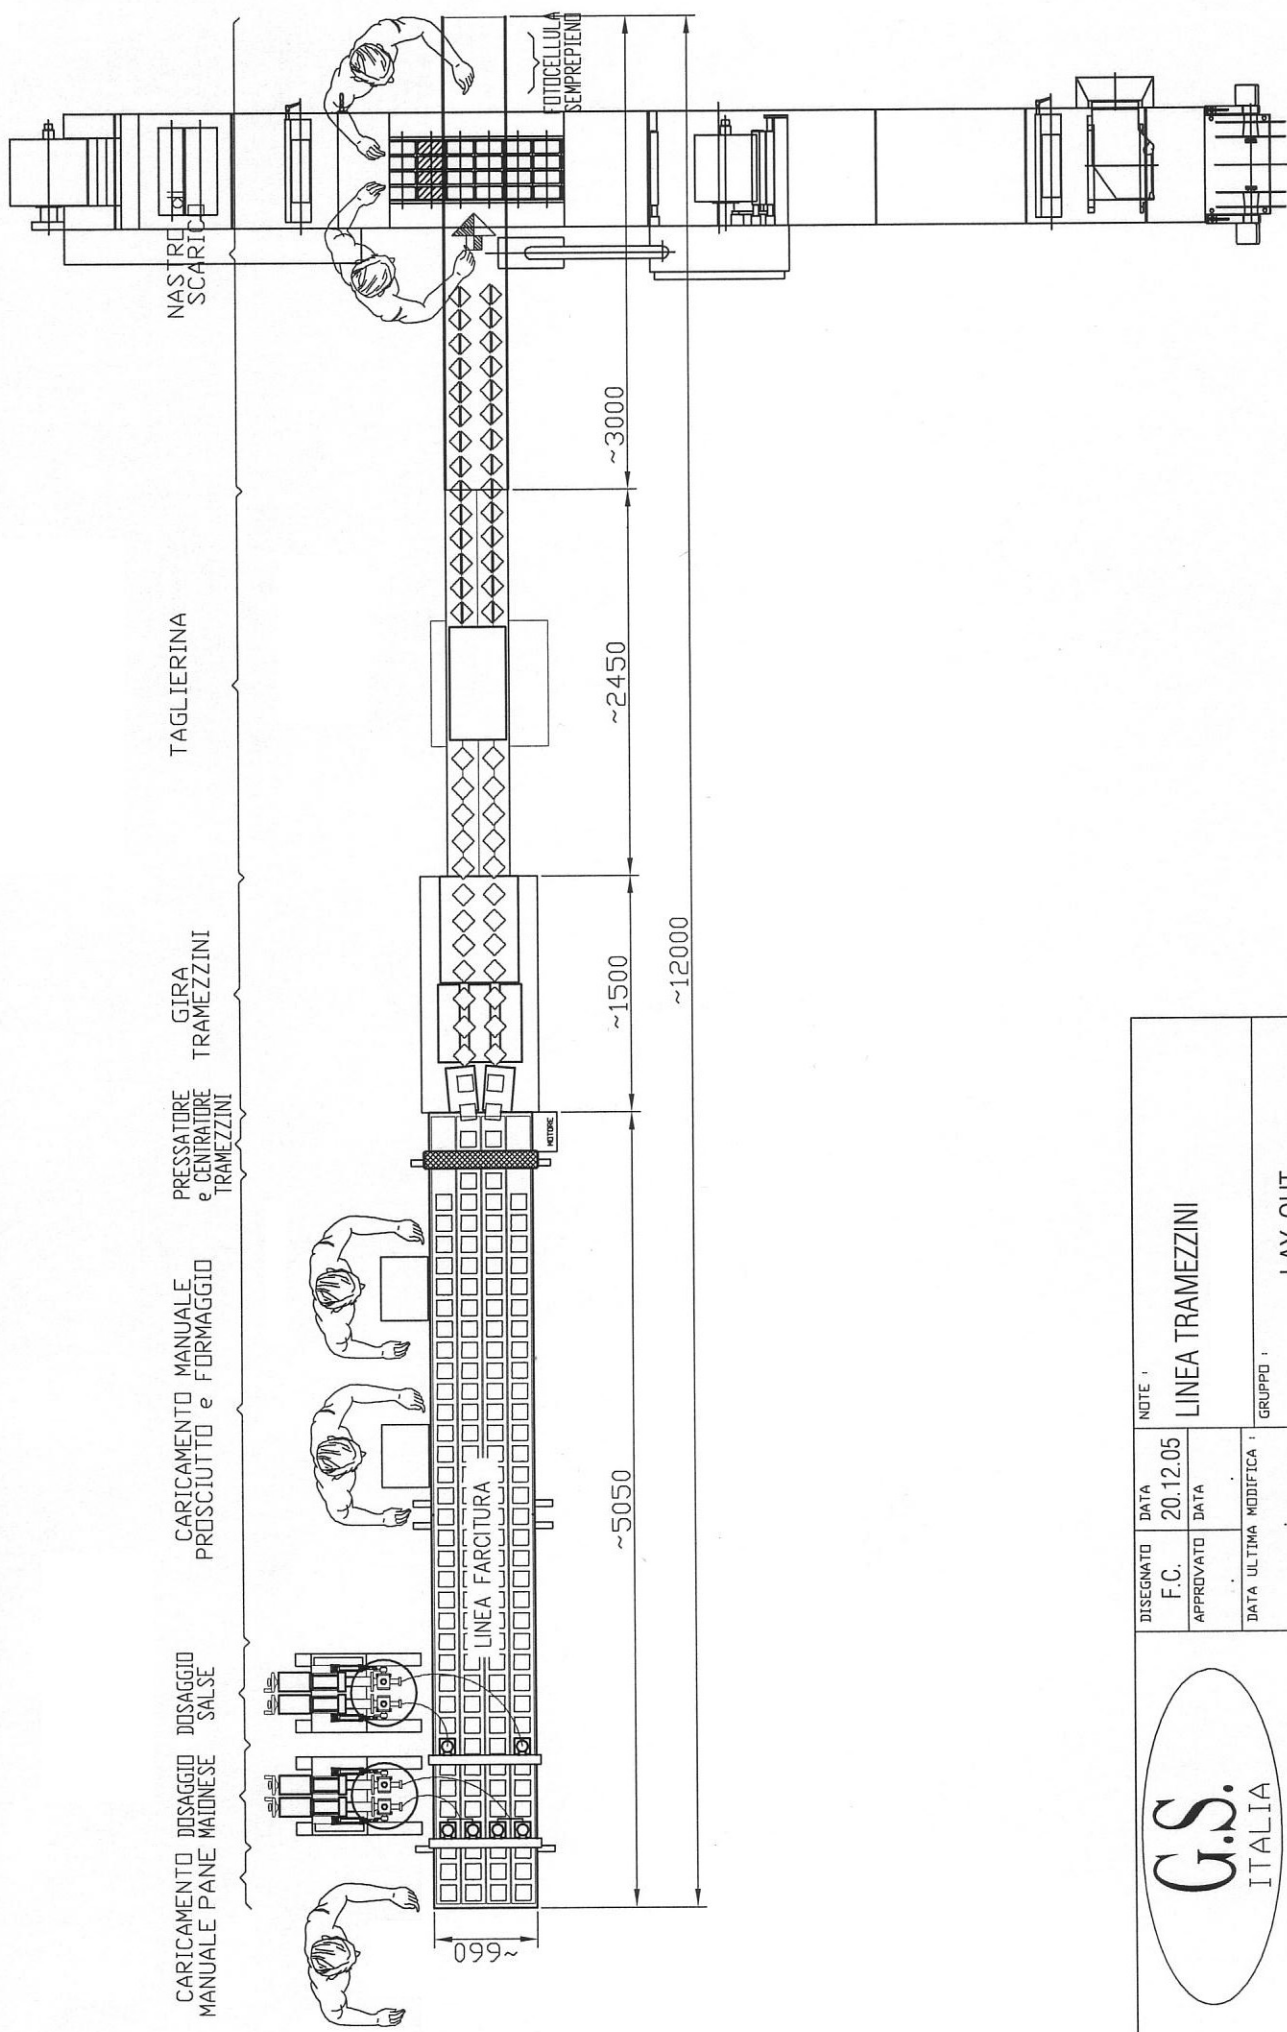 CARICAMENTO
MANUALE PANE
DOSAGGIO
MAIONESE
DOSAGGIO
SALSE
CARICAMENTO MANUALE
PROSCIUTTO e FORMAGGIO
PRESSATORE
e CENTRATORE
TRAMEZZINI
GIRA
TRAMEZZINI
TAGLIERINA
NASTRO di
SCARICO
FOTOCELLULA
SEMPREPIENO
LINEA FARCITURA
MOTORE
~660
~5050
~1500
~2450
~3000
~12000
G.S.
ITALIA
DISEGNATO
F.C.
DATA
20.12.05
APPROVATO
DATA
DATA ULTIMA MODIFICA :
NOTE :
LINEA TRAMEZZINI
GRUPPO :
LAY OUT